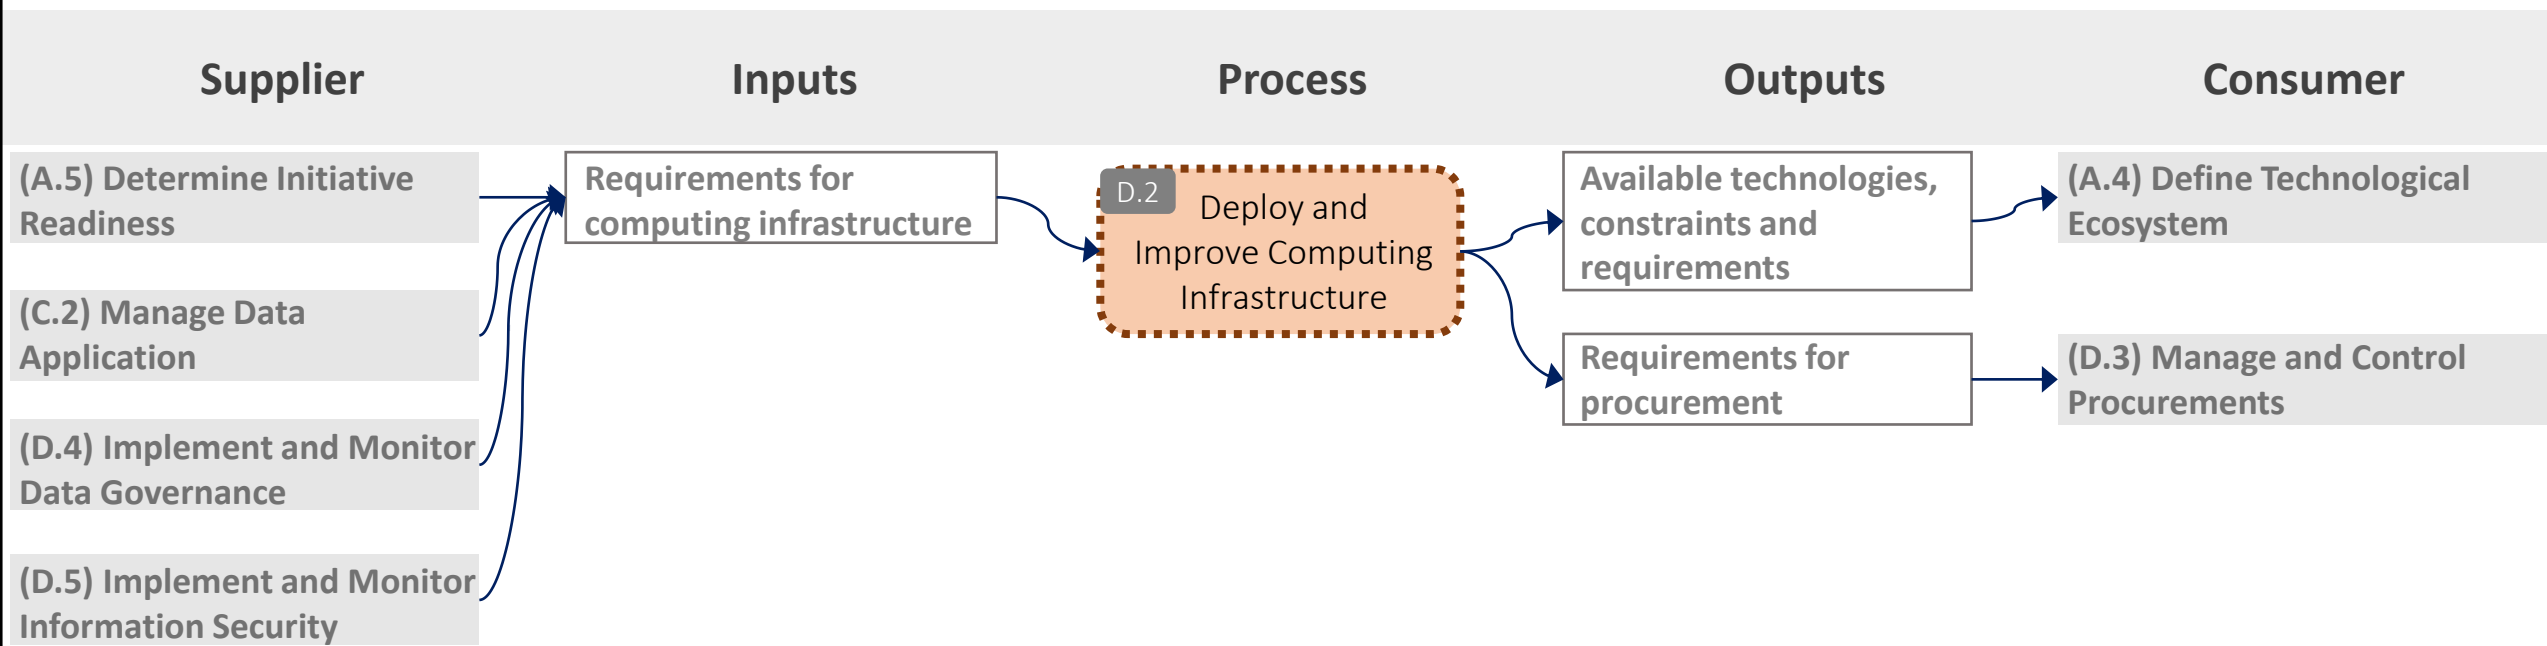 Supplier
Inputs
Process
Outputs
Consumer
(A.5) Determine Initiative
Readiness
(C.2) Manage Data
Application
(D.4) Implement and Monitor
Data Governance
(D.5) Implement and Monitor
Information Security
Requirements for
computing infrastructure
D.2
Deploy and
Improve Computing
Infrastructure
Available technologies,
constraints and
requirements
Requirements for
procurement
(A.4) Define Technological
Ecosystem
(D.3) Manage and Control
Procurements